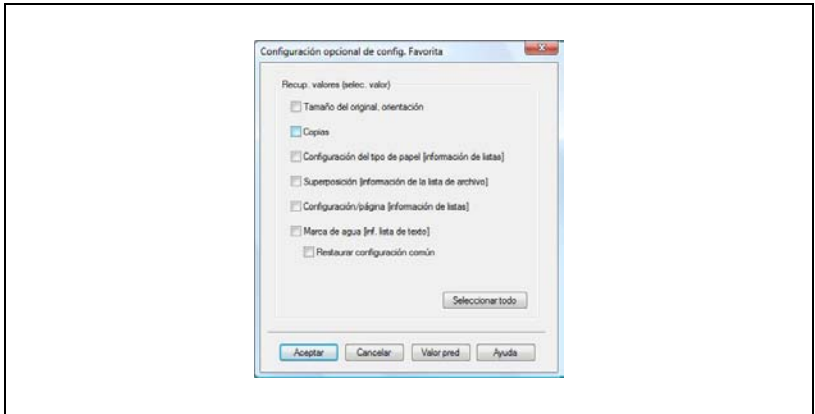 Configuración opcional de config. Favorita
Recup. valores (selec. valor)
Tamaño del original, orientación
Copias
Configuración del tipo de papel [información de listas]
Superposición [información de la lista de archivo]
Configuración/página [información de listas]
Marca de agua [inf. lista de texto]
Restaurar configuración común
Seleccionar todo
Aceptar Cancelar Valor pred Ayuda